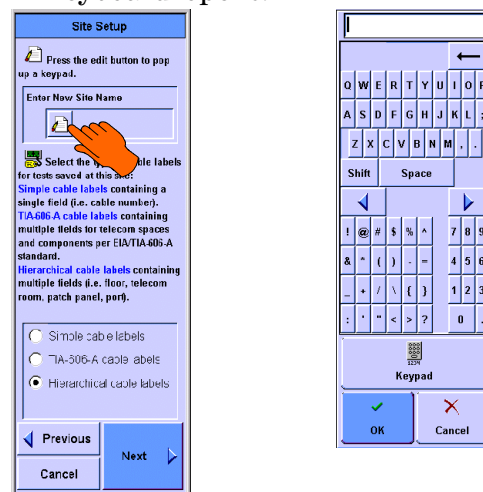 Site Setup
Press the edit button to pop
up a keypad.
Enter New Site Name
Select the ble labels
for tests saved at this
Simple cable labels containing a
single field (i.e. cable number).
TIA-606-A cable labels containing
multiple fields for telecom spaces
and components per EIA/TIA-606-A
standard.
Hierarchical cable labels containing
multiple fields (i.e. floor, telecom
room, patch panel, port).
Simple cable labels
TIA-606-A cable labels
Hierarchical cable labels
Previous
Next
Cancel
Q W E R T Y U I O P
A S D F G H J K L ;
Z X C V B N M , .
Shift Space
! @ # $ % ^ 7 8 9
& * ( ) - = 4 5 6
_ + / \ { } 1 2 3
: ' " < > ? 0 .
1234
Keypad
OK Cancel